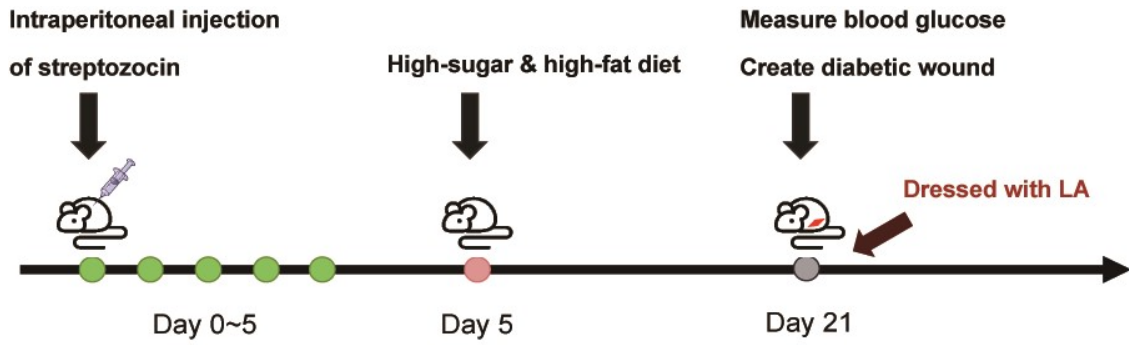 Intraperitoneal injection
of streptozocin
High-sugar & high-fat diet
Measure blood glucose
Create diabetic wound
Dressed with LA
Day 0~5
Day 5
Day 21